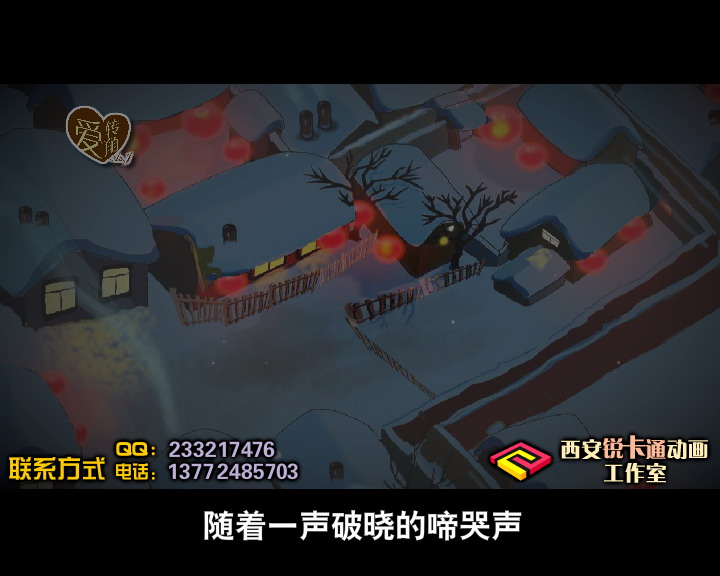 爱传角
联系方式
QQ：233217476
电话：13772485703
西安锐卡通动画
工作室
随着一声破晓的啼哭声